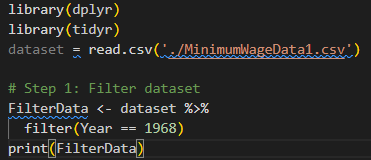 library(dplyr)
library(tidyr)
dataset = read.csv('./MinimumWageData1.csv')
# Step 1: Filter dataset
FilterData <- dataset %>%
  filter(Year == 1968)
print(FilterData)